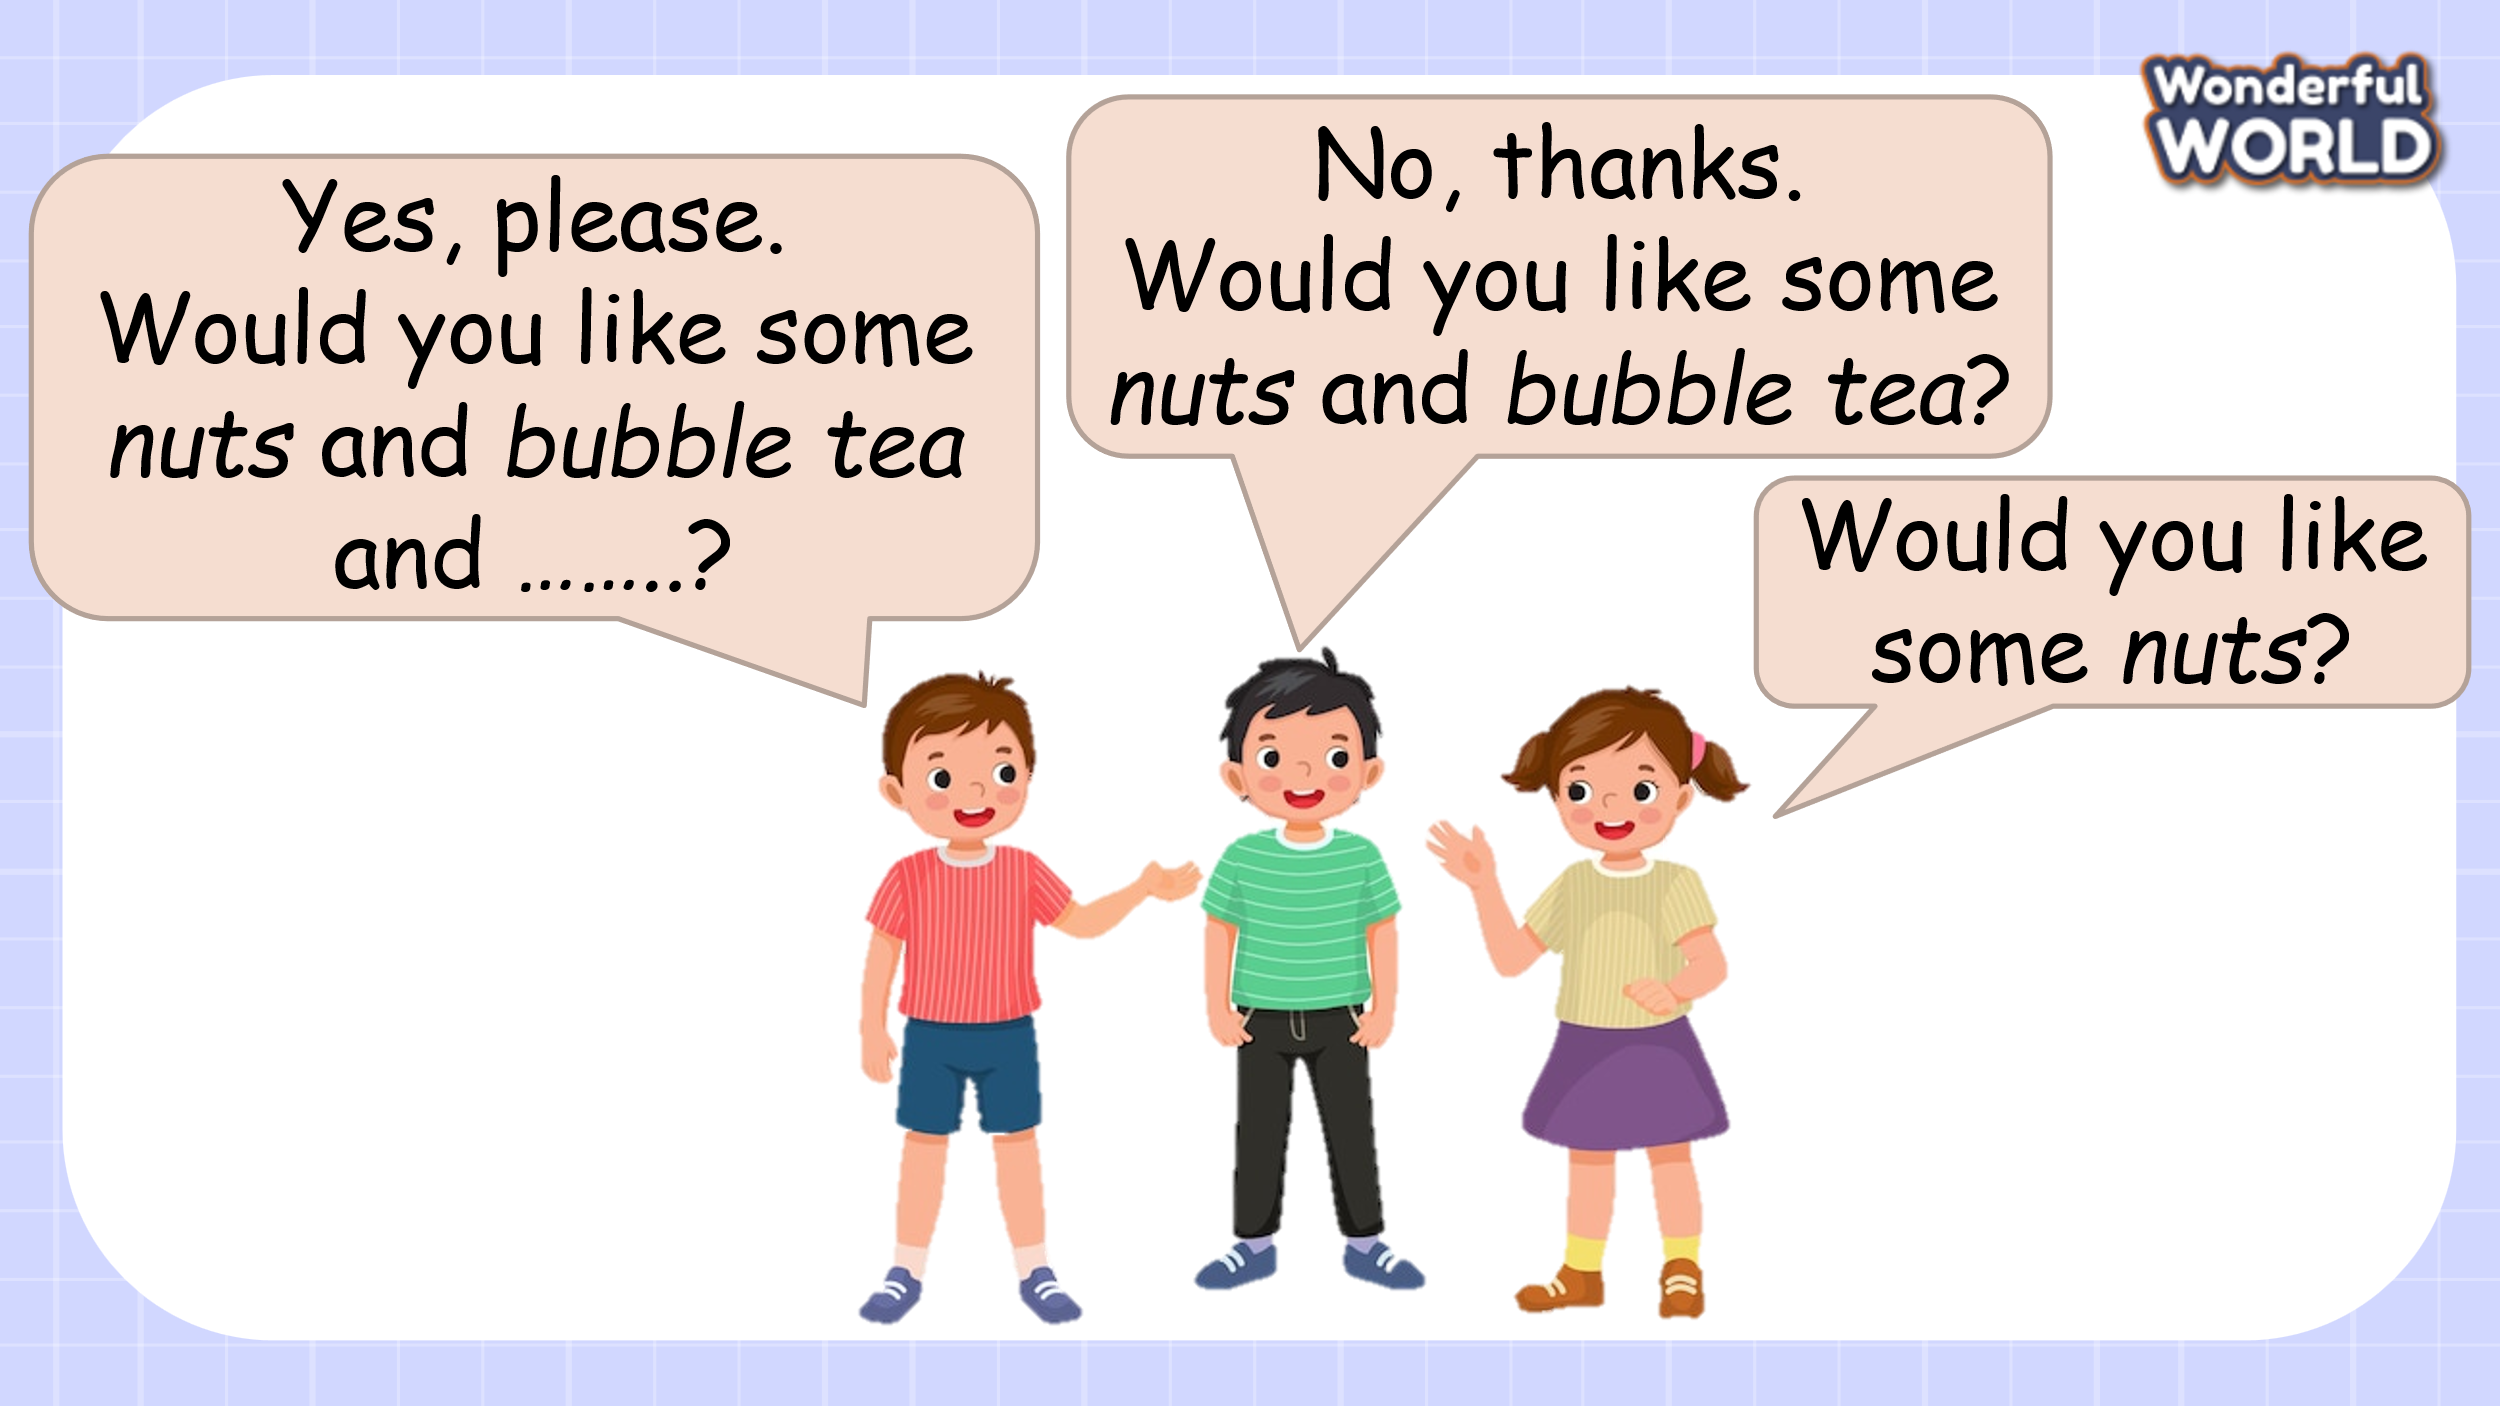 Wonderful
WORLD
Yes, please.
Would you like some
nuts and bubble tea
and ........?
No, thanks.
Would you like some
nuts and bubble tea?
Would you like
some nuts?